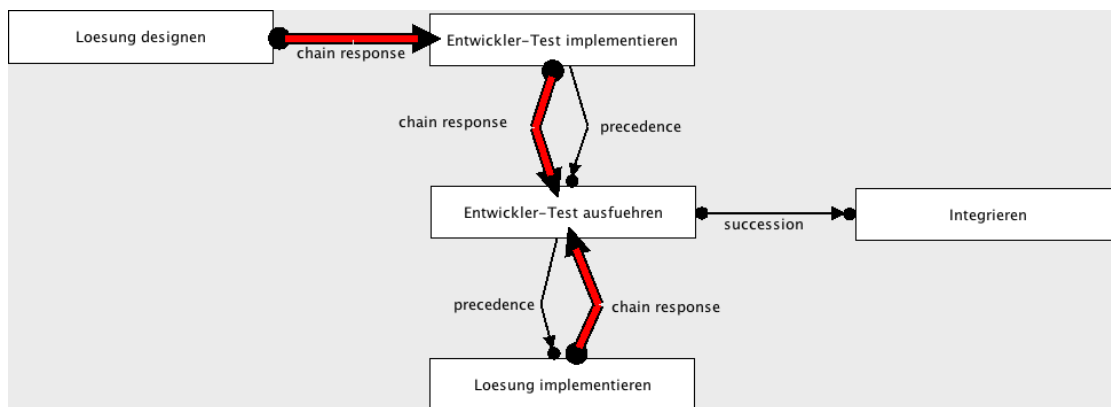 Loesung designen
chain response
Entwickler-Test implementieren
chain response
precedence
Entwickler-Test ausfuehren
succession
Integrieren
precedence
chain response
Loesung implementieren